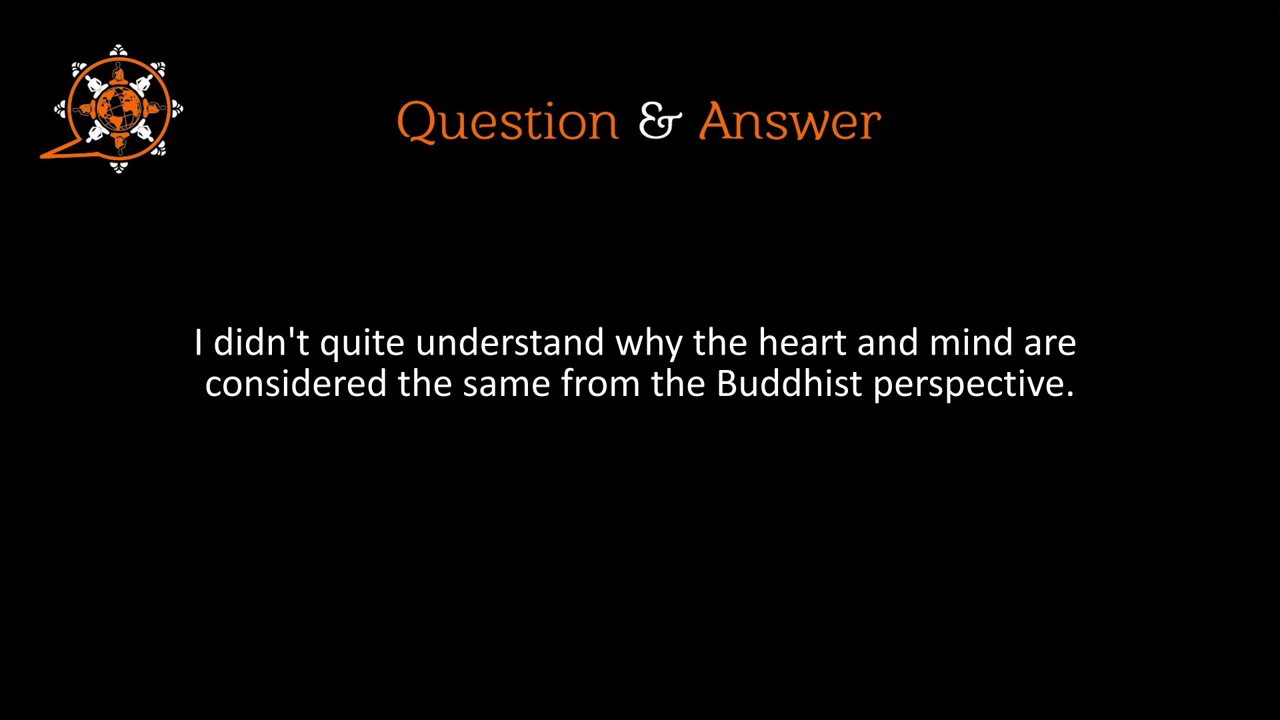 Question & Answer
I didn't quite understand why the heart and mind are
considered the same from the Buddhist perspective.